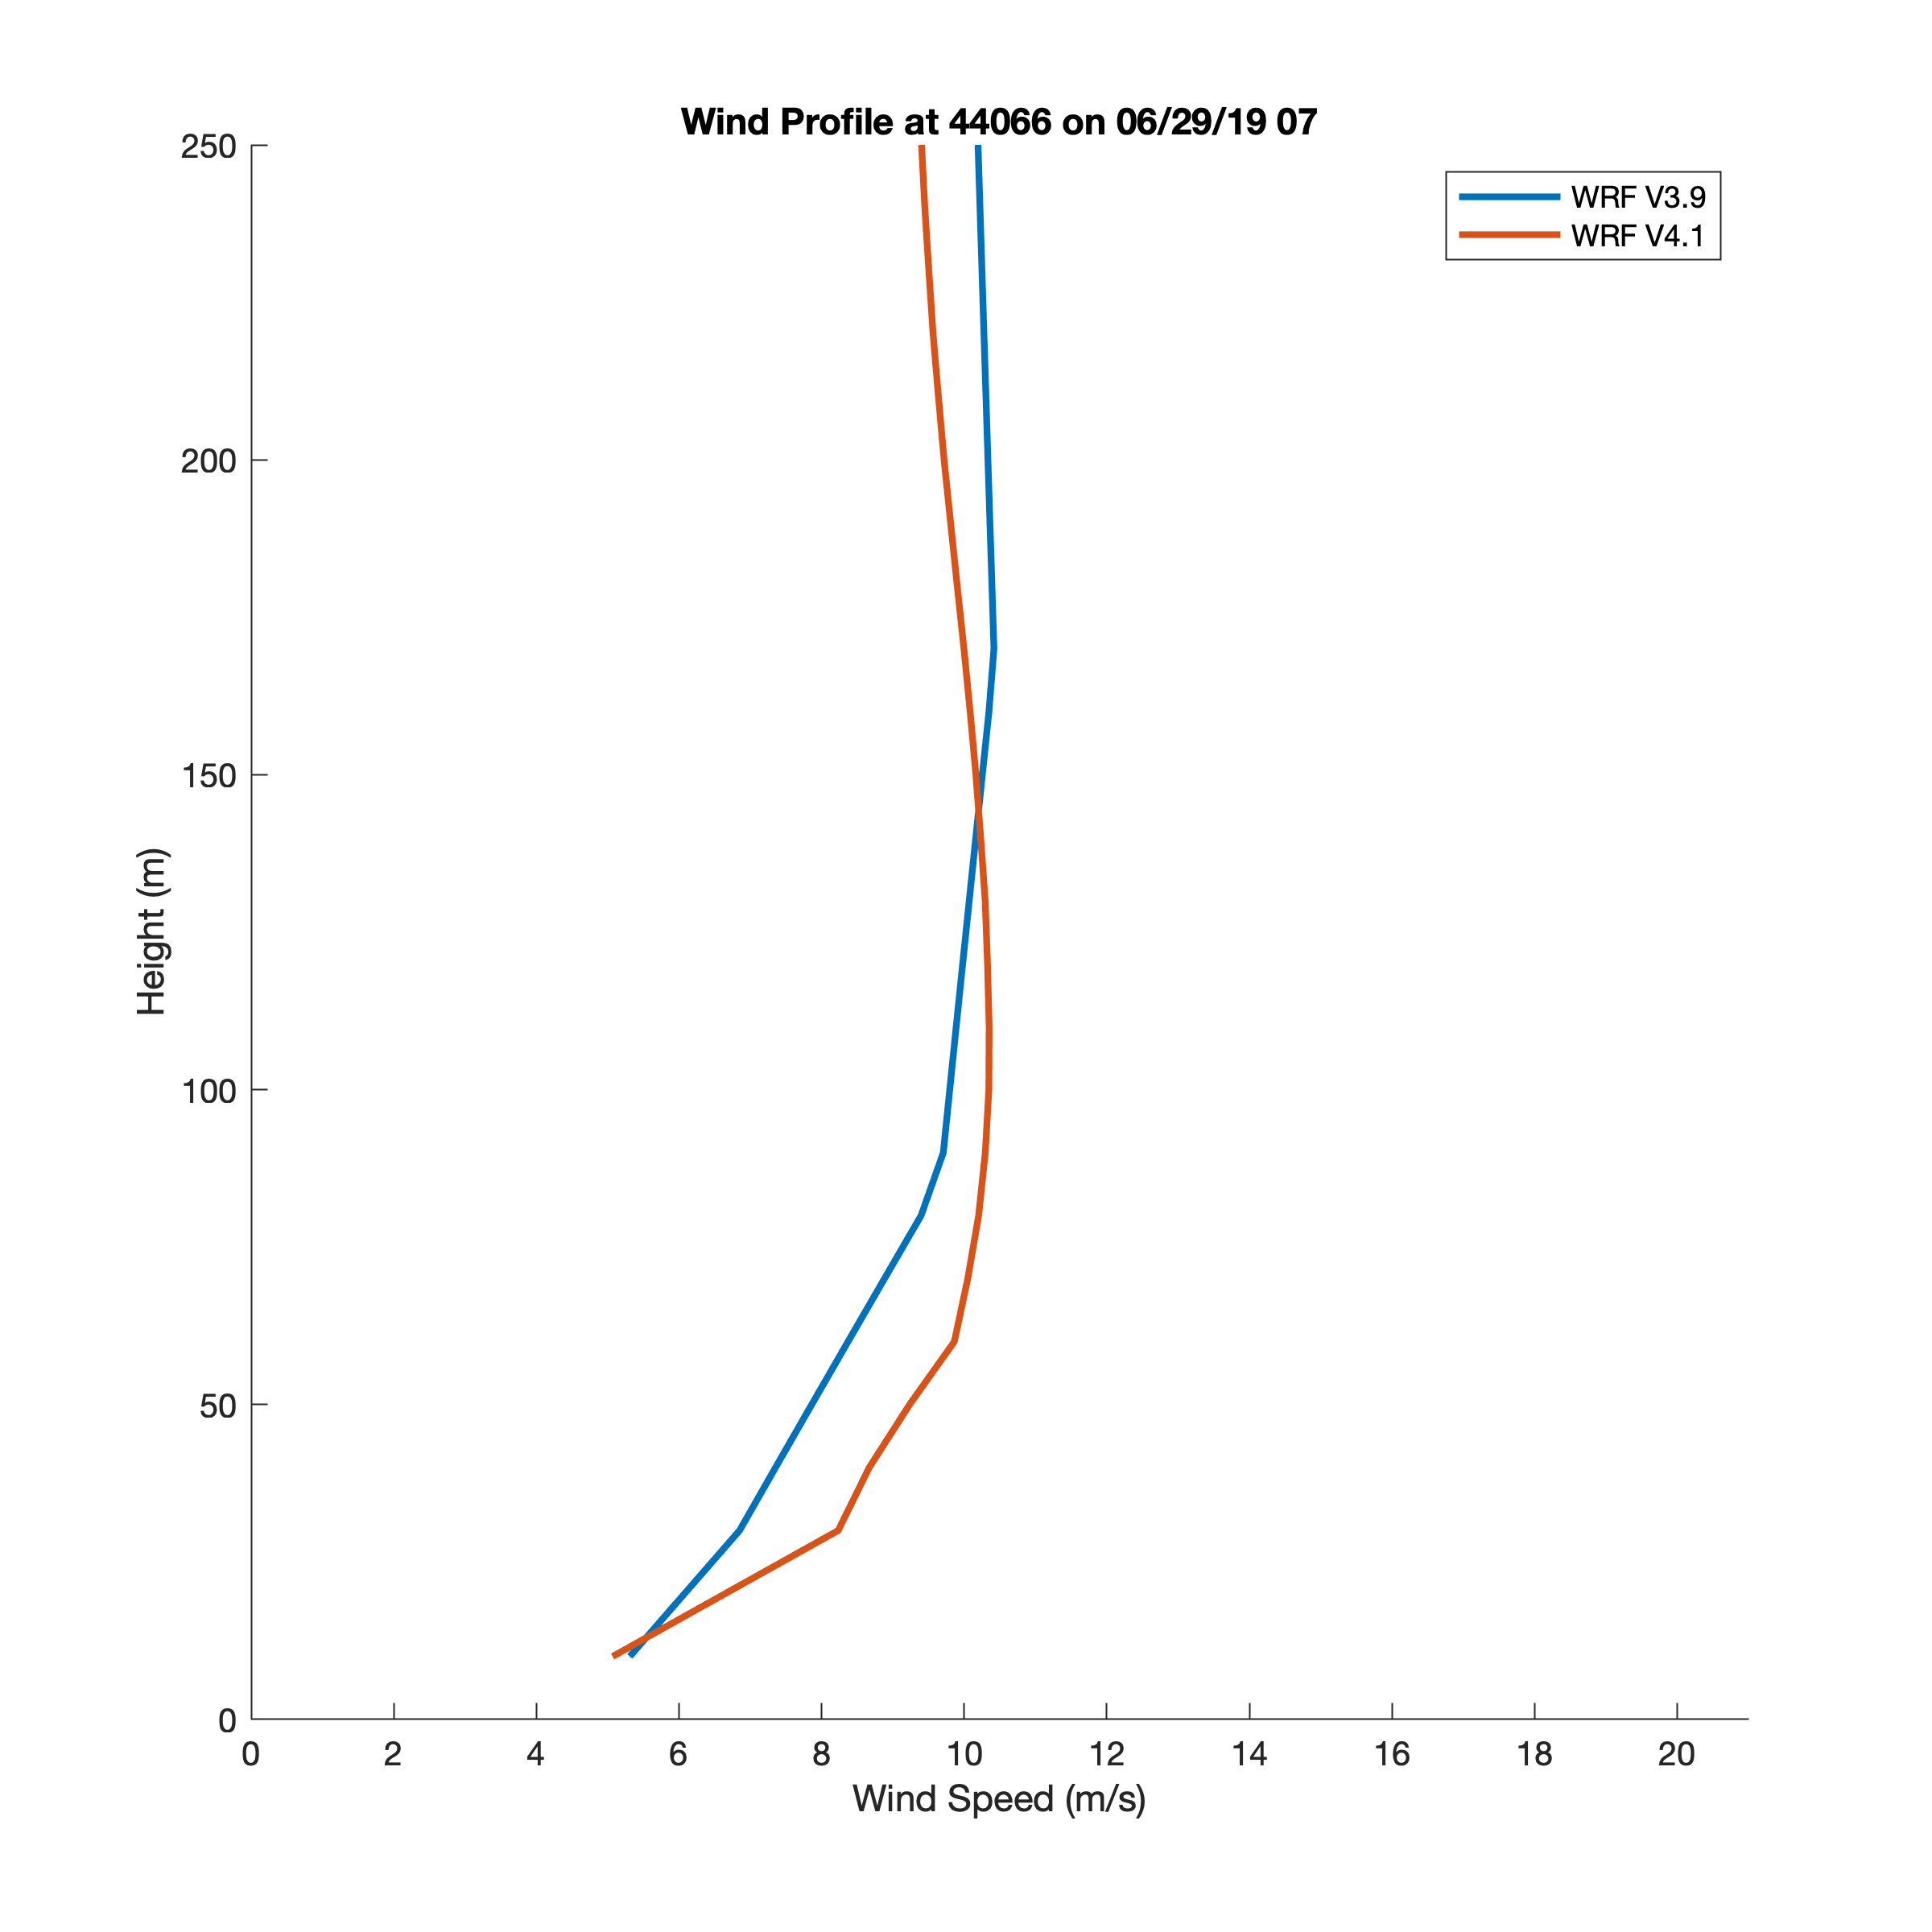 Wind Profile at 44066 on 06/29/19 07
WRF V3.9
WRF V4.1
250
200
150
100
50
0
Height (m)
0 2 4 6 8 10 12 14 16 18 20
Wind Speed (m/s)